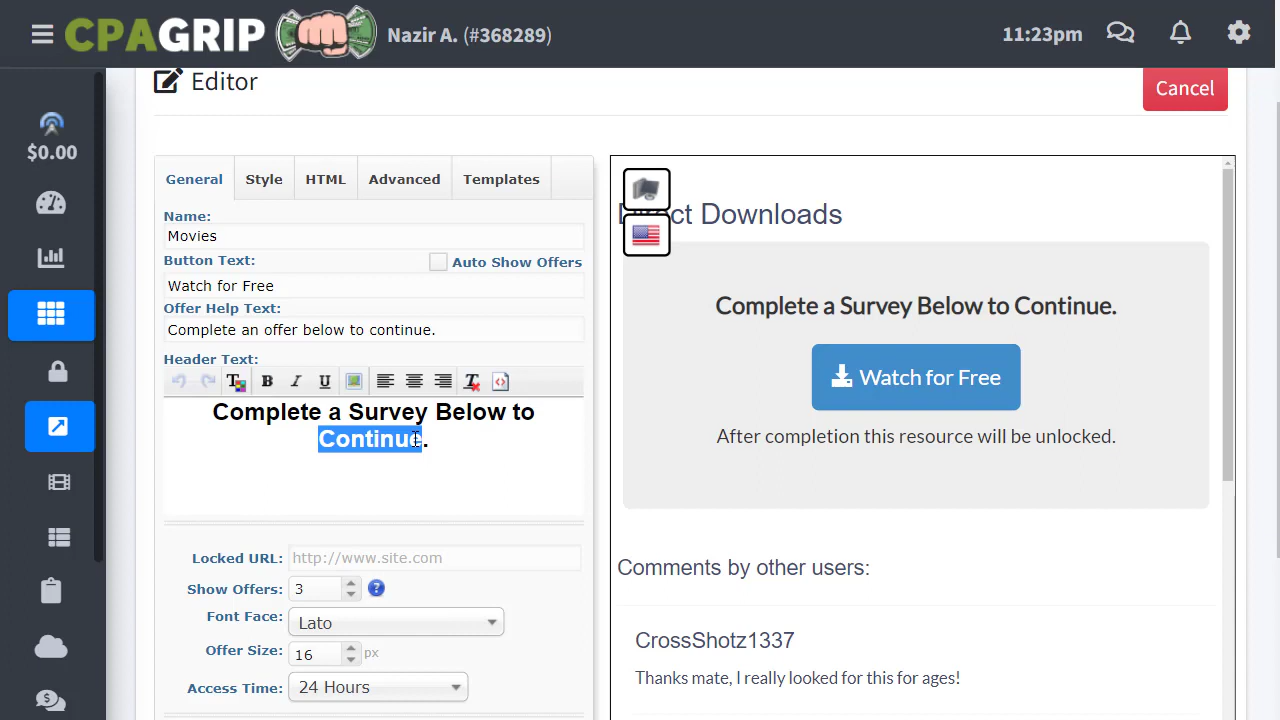 CPAGRIP
Nazir A. (#368289)
11:23pm
Editor
Cancel
$0.00
General
Style
HTML
Advanced
Templates
Name:
Movies
Button Text:
Auto Show Offers
Watch for Free
Offer Help Text:
Complete an offer below to continue.
Header Text:
B I U
Complete a Survey Below to
Continue.
Locked URL: http://www.site.com
Show Offers: 3
Font Face: Lato
Offer Size: 16 px
Access Time: 24 Hours
Direct Downloads
Complete a Survey Below to Continue.
Watch for Free
After completion this resource will be unlocked.
Comments by other users:
CrossShotz1337
Thanks mate, I really looked for this for ages!